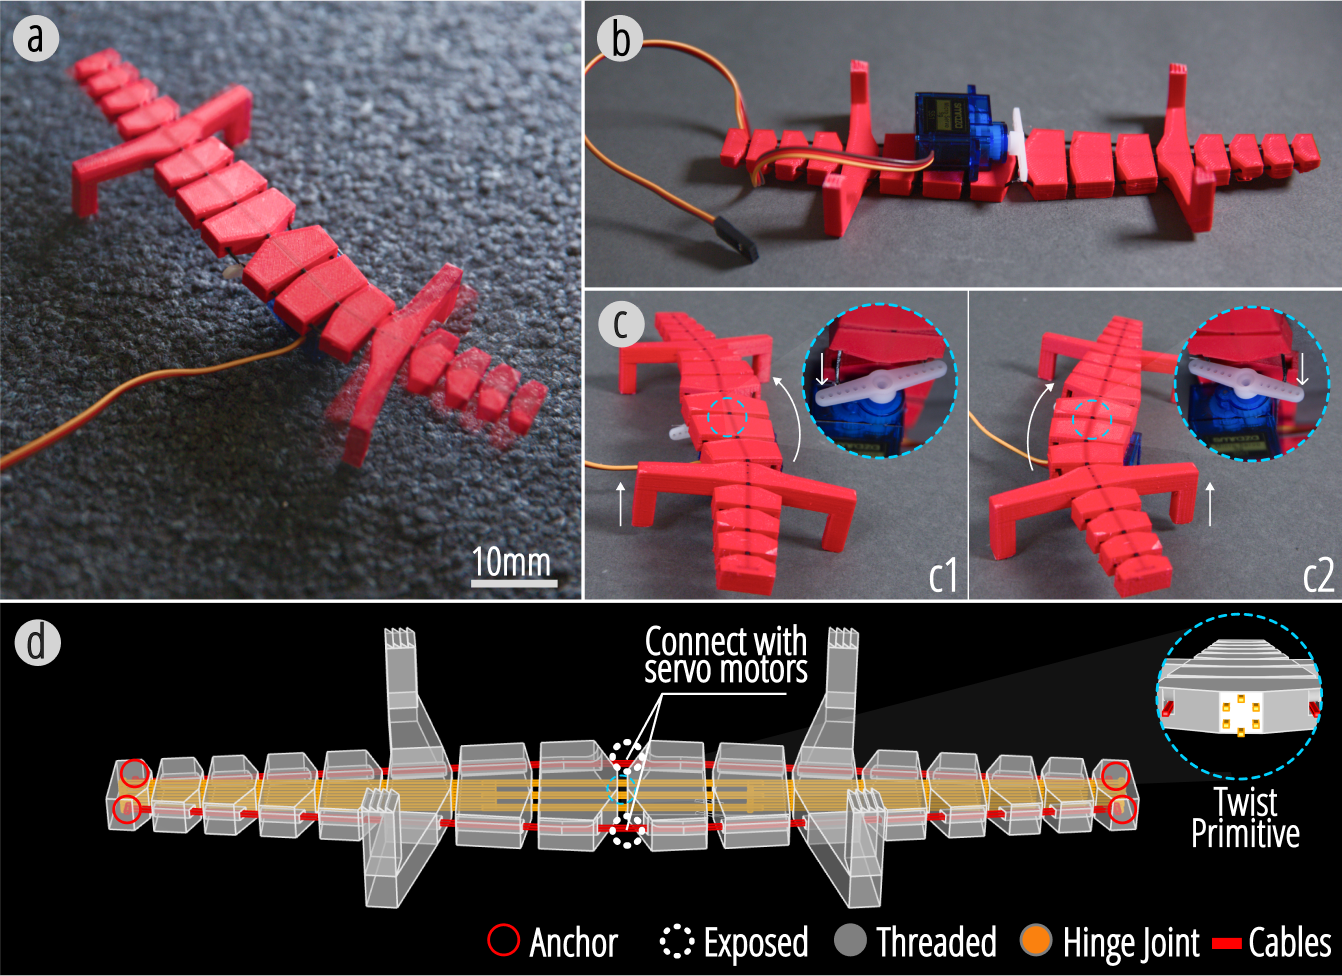 a
b
10mm
c
c1
c2
d
Connect with
servo motors
Twist
Primitive
Anchor
Exposed
Threaded
Hinge Joint
Cables